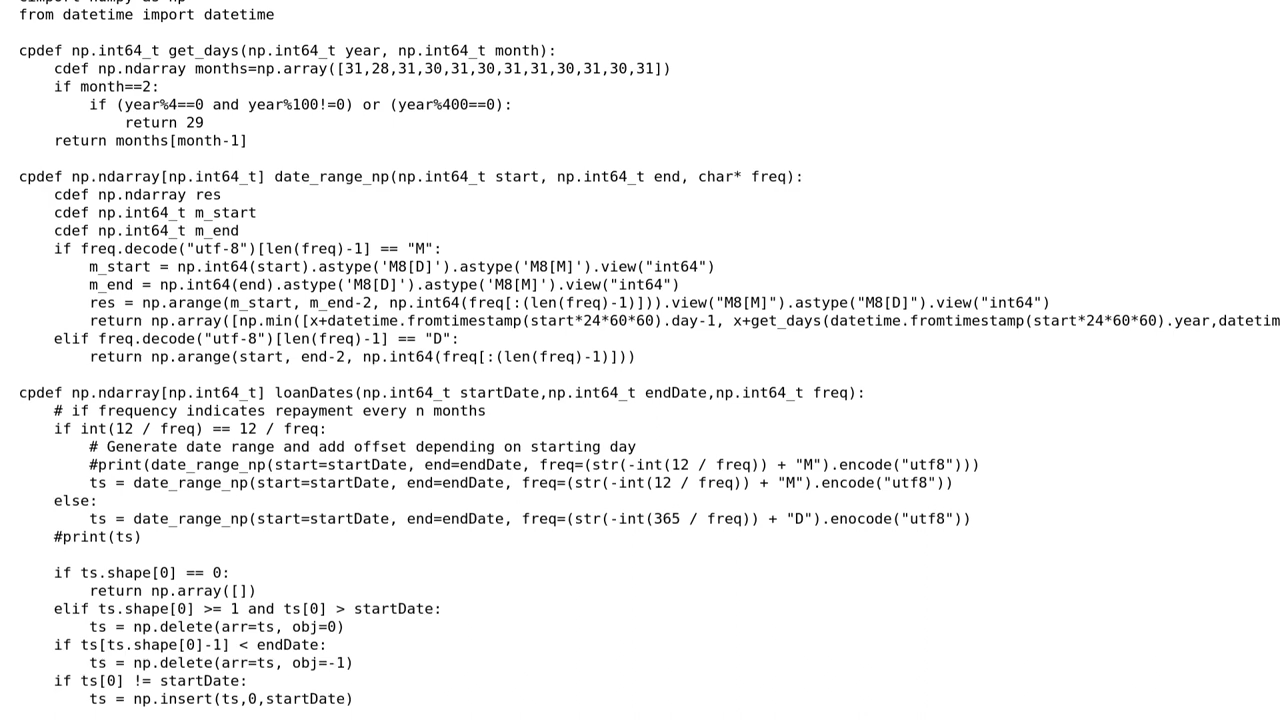 from datetime import datetime
cpdef np.int64_t get_days(np.int64_t year, np.int64_t month):
    cdef np.ndarray months=np.array([31,28,31,30,31,30,31,31,30,31,30,31])
    if month==2:
        if (year%4==0 and year%100!=0) or (year%400==0):
            return 29
    return months[month-1]
cpdef np.ndarray[np.int64_t] date_range_np(np.int64_t start, np.int64_t end, char* freq):
    cdef np.ndarray res
    cdef np.int64_t m_start
    cdef np.int64_t m_end
    if freq.decode("utf-8")[len(freq)-1] == "M":
        m_start = np.int64(start).astype('M8[D]').astype('M8[M]').view("int64")
        m_end = np.int64(end).astype('M8[D]').astype('M8[M]').view("int64")
        res = np.arange(m_start, m_end-2, np.int64(freq[:(len(freq)-1)])).view("M8[M]").astype("M8[D]").view("int64")
        return np.array([np.min([x+datetime.fromtimestamp(start*24*60*60).day-1, x+get_days(datetime.fromtimestamp(start*24*60*60).year,datetim
    elif freq.decode("utf-8")[len(freq)-1] == "D":
        return np.arange(start, end-2, np.int64(freq[:(len(freq)-1)]))
cpdef np.ndarray[np.int64_t] loanDates(np.int64_t startDate,np.int64_t endDate,np.int64_t freq):
    # if frequency indicates repayment every n months
    if int(12 / freq) == 12 / freq:
        # Generate date range and add offset depending on starting day
        #print(date_range_np(start=startDate, end=endDate, freq=(str(-int(12 / freq)) + "M").encode("utf8")))
        ts = date_range_np(start=startDate, end=endDate, freq=(str(-int(12 / freq)) + "M").encode("utf8"))
    else:
        ts = date_range_np(start=startDate, end=endDate, freq=(str(-int(365 / freq)) + "D").enocode("utf8"))
    #print(ts)
    if ts.shape[0] == 0:
        return np.array([])
    elif ts.shape[0] >= 1 and ts[0] > startDate:
        ts = np.delete(arr=ts, obj=0)
    if ts[ts.shape[0]-1] < endDate:
        ts = np.delete(arr=ts, obj=-1)
    if ts[0] != startDate:
        ts = np.insert(ts,0,startDate)